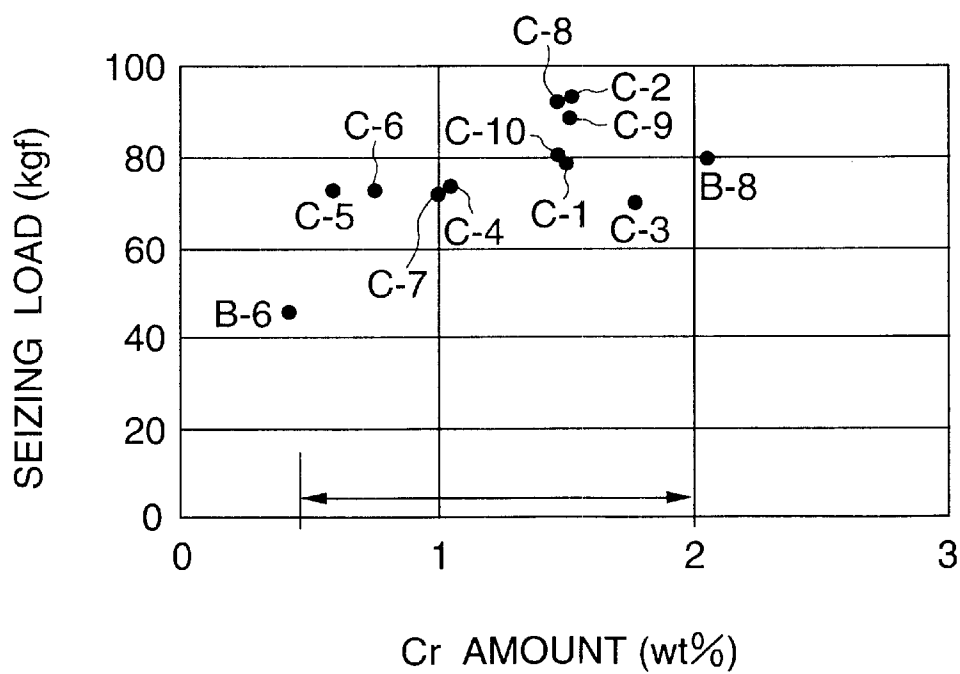 C-8
100
C-2
C-6
C-10
C-9
80
B-8
C-5
C-1
C-4
C-3
60
C-7
B-6
40
20
0
0 1 2 3
SEIZING LOAD (kgf)
Cr AMOUNT (wt%)